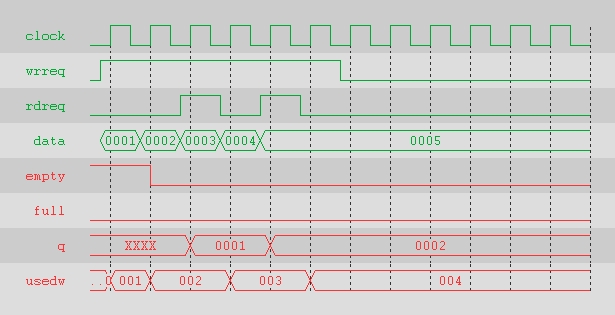 clock
wrreq
rdreq
data 0001 0002 0003 0004 0005
empty
full
q XXXX 0001 0002
usedw ..0 001 002 003 004